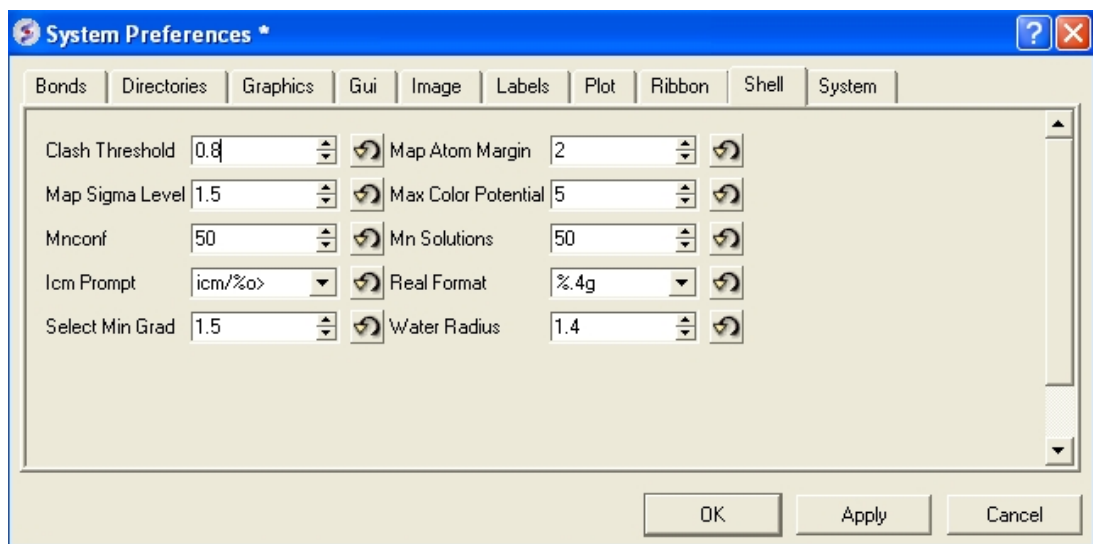 System Preferences *
Bonds Directories Graphics Gui Image Labels Plot Ribbon Shell System
Clash Threshold 0.8 Map Atom Margin 2
Map Sigma Level 1.5 Max Color Potential 5
Mnconf 50 Mn Solutions 50
Icm Prompt icm/%o> Real Format %.4g
Select Min Grad 1.5 Water Radius 1.4
OK Apply Cancel